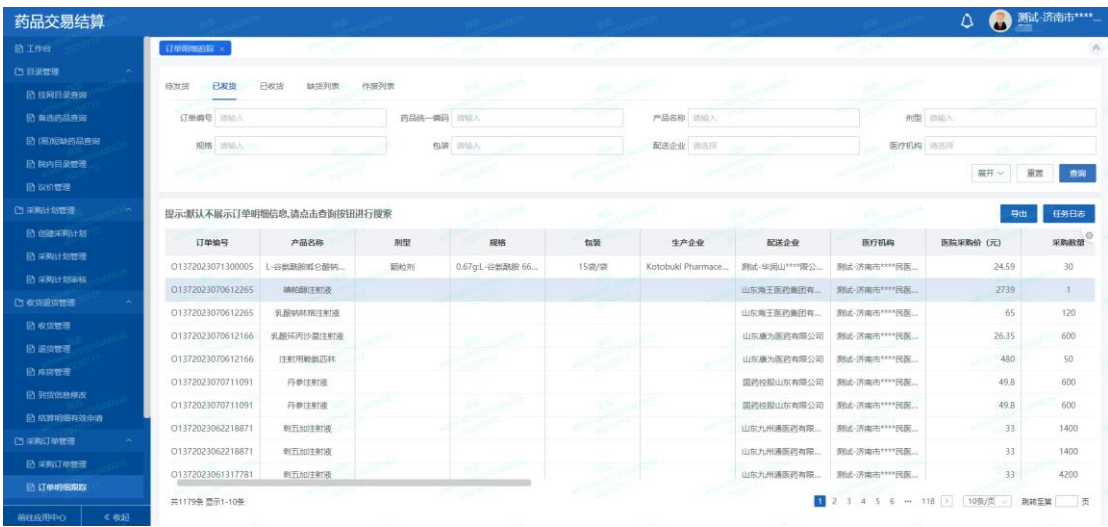 药品交易结算
测试-济南市****...
工作台
目录管理
挂网目录查询
备选药品查询
(易)短缺药品查询
院内目录管理
议价管理
采购计划管理
创建采购计划
采购计划管理
采购计划审核
收货退货管理
收货管理
退货管理
库房管理
到货信息修改
结算明细有效申请
采购订单管理
采购订单管理
订单明细跟踪
前往应用中心 收起
订单明细跟踪 ×
待发货 已发货 已收货 缺货列表 作废列表
订单编号 请输入 药品统一编码 请输入 产品名称 请输入 剂型 请输入
规格 请输入 包装 请输入 配送企业 请选择 医疗机构 请选择
展开 重置 查询
提示:默认不展示订单明细信息,请点击查询按钮进行搜索 导出 任务日志
订单编号 产品名称 剂型 规格 包装 生产企业 配送企业 医疗机构 医院采购价（元） 采购数量
O1372023071300005 L-谷氨酰胺呱仑酸钠... 颗粒剂 0.67g:L-谷氨酰胺 66... 15袋/袋 Kotobuki Pharmace... 测试-华润山****限公... 测试-济南市****民医... 24.59 30
O1372023070612265 碘帕醇注射液 山东海王医药集团有... 测试-济南市****民医... 2739 1
O1372023070612265 乳酸钠林格注射液 山东海王医药集团有... 测试-济南市****民医... 65 120
O1372023070612166 乳酸环丙沙星注射液 山东康为医药有限公司 测试-济南市****民医... 26.35 600
O1372023070612166 注射用赖氨匹林 山东康为医药有限公司 测试-济南市****民医... 480 50
O1372023070711091 丹参注射液 国药控股山东有限公司 测试-济南市****民医... 49.8 600
O1372023070711091 丹参注射液 国药控股山东有限公司 测试-济南市****民医... 49.8 600
O1372023062218871 刺五加注射液 山东九州通医药有限... 测试-济南市****民医... 33 1400
O1372023062218871 刺五加注射液 山东九州通医药有限... 测试-济南市****民医... 33 1400
O1372023061317781 刺五加注射液 山东九州通医药有限... 测试-济南市****民医... 33 4200
共1179条 显示1-10条 1 2 3 4 5 6 ··· 118 > 10条/页 跳转至第 页